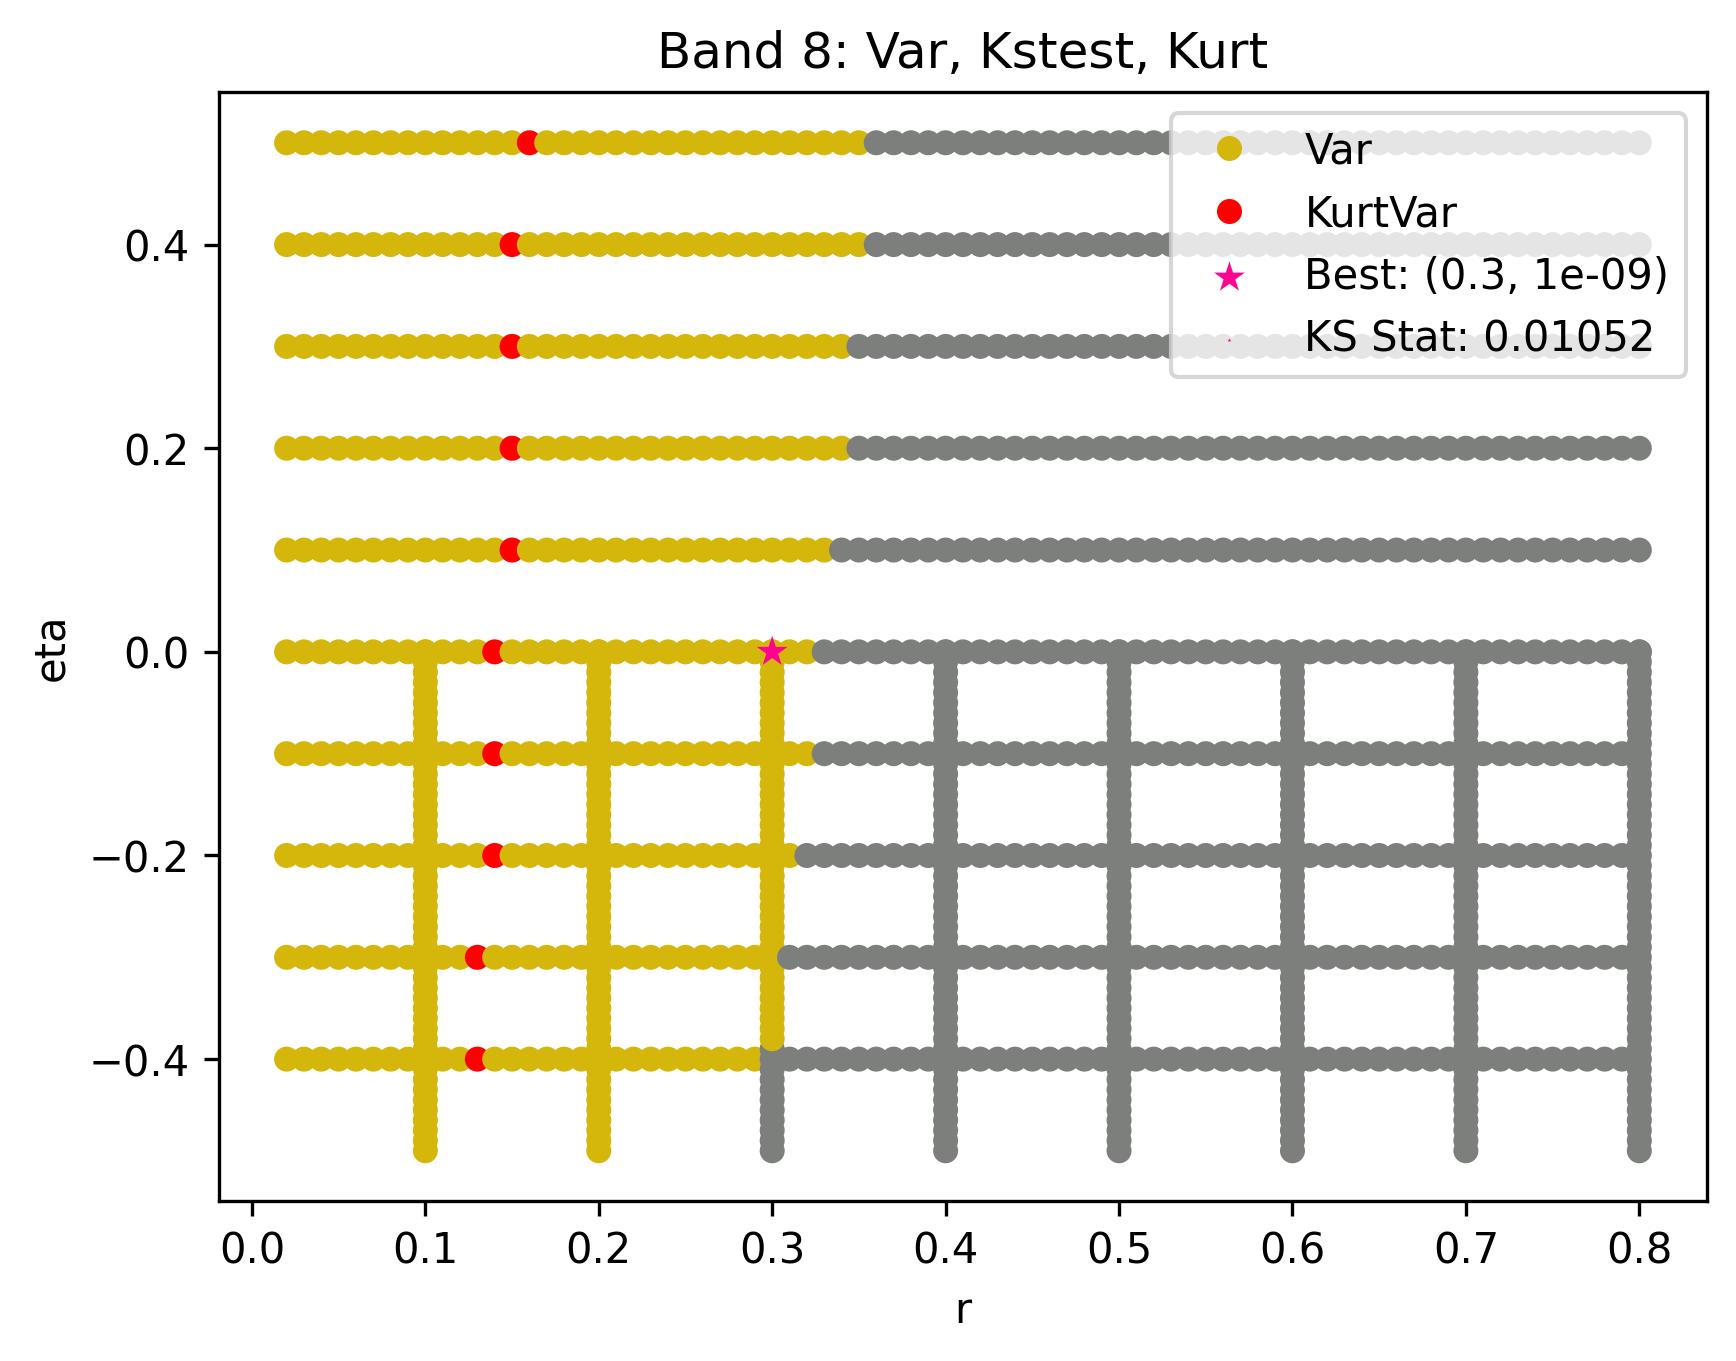 Band 8: Var, Kstest, Kurt
Var
KurtVar
Best: (0.3, 1e-09)
KS Stat: 0.01052
0.4
0.2
0.0
−0.2
−0.4
eta
0.0 0.1 0.2 0.3 0.4 0.5 0.6 0.7 0.8
r